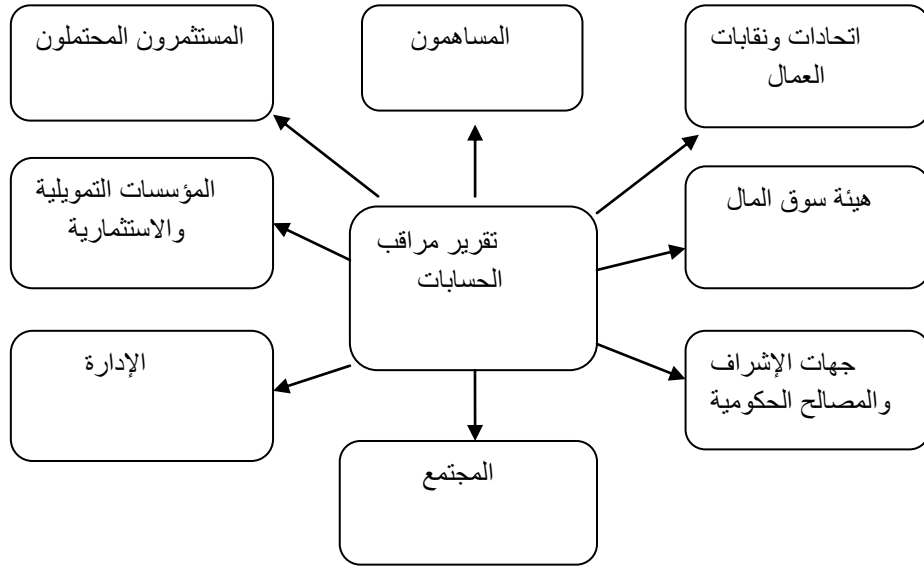 اتحادات ونقابات
العمال
المساهمون
المستثمرون المحتملون
هيئة سوق المال
المؤسسات التمويلية
والاستثمارية
تقرير مراقب
الحسابات
جهات الإشراف
والمصالح الحكومية
الإدارة
المجتمع